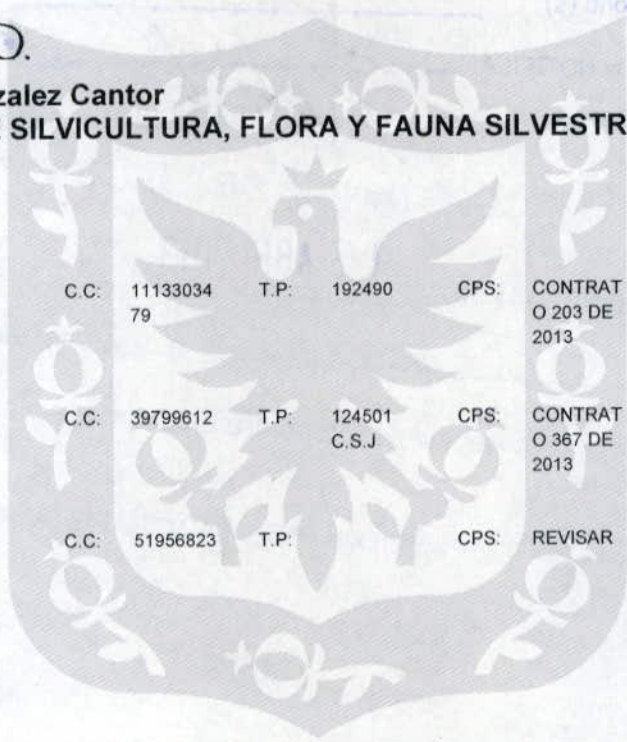 zalez Cantor
SILVICULTURA, FLORA Y FAUNA SILVESTR
C.C: 11133034 T.P: 192490 CPS: CONTRAT
79 O 203 DE
2013
C.C: 39799612 T.P: 124501 CPS: CONTRAT
C.S.J O 367 DE
2013
C.C: 51956823 T.P: CPS: REVISAR